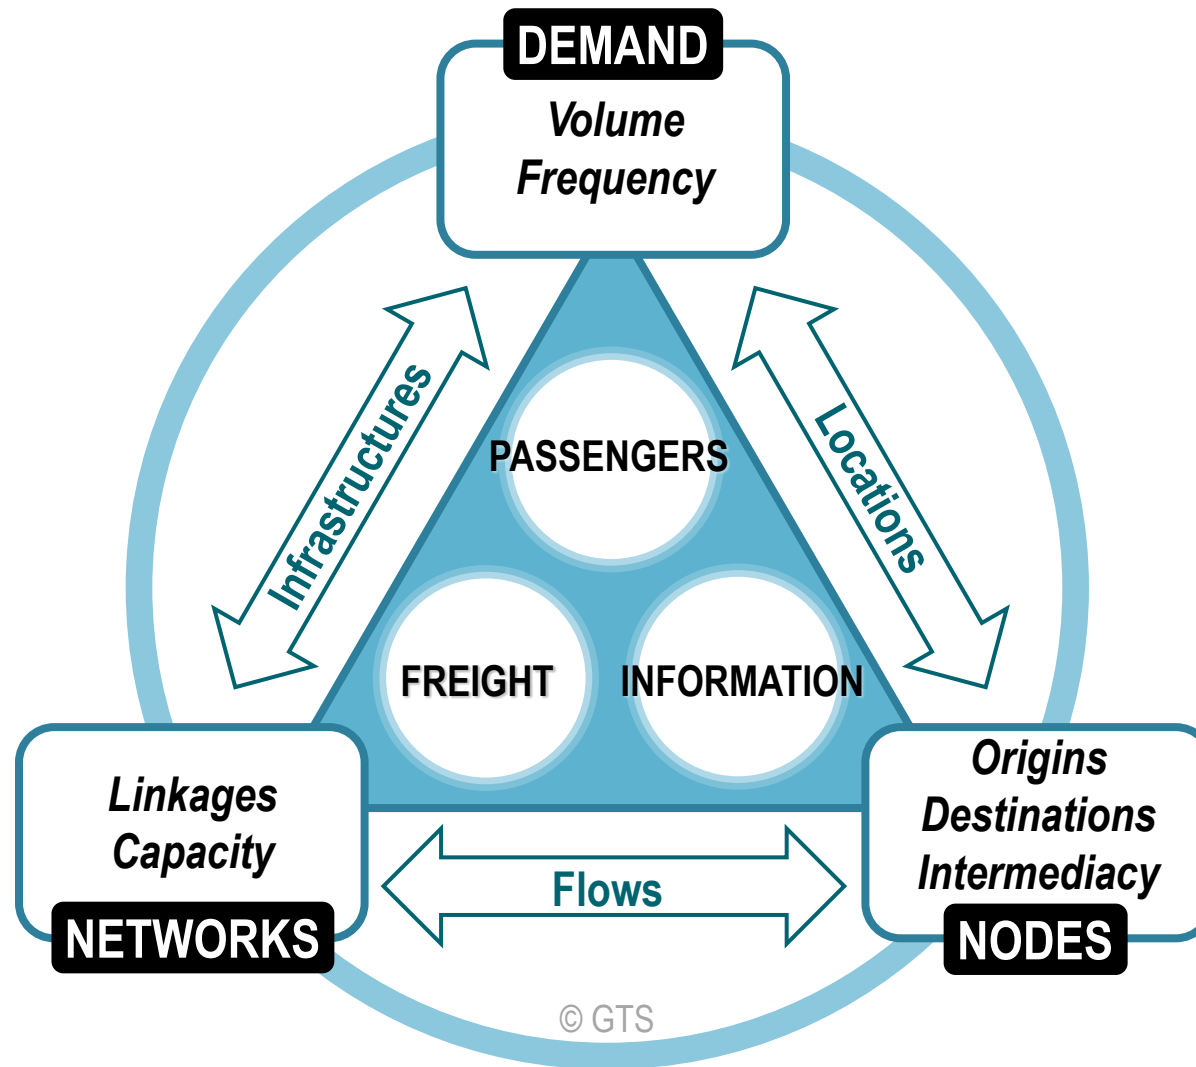 DEMAND
Volume
Frequency
Infrastructures
Locations
PASSENGERS
FREIGHT
INFORMATION
Linkages
Capacity
NETWORKS
Flows
Origins
Destinations
Intermediacy
NODES
© GTS